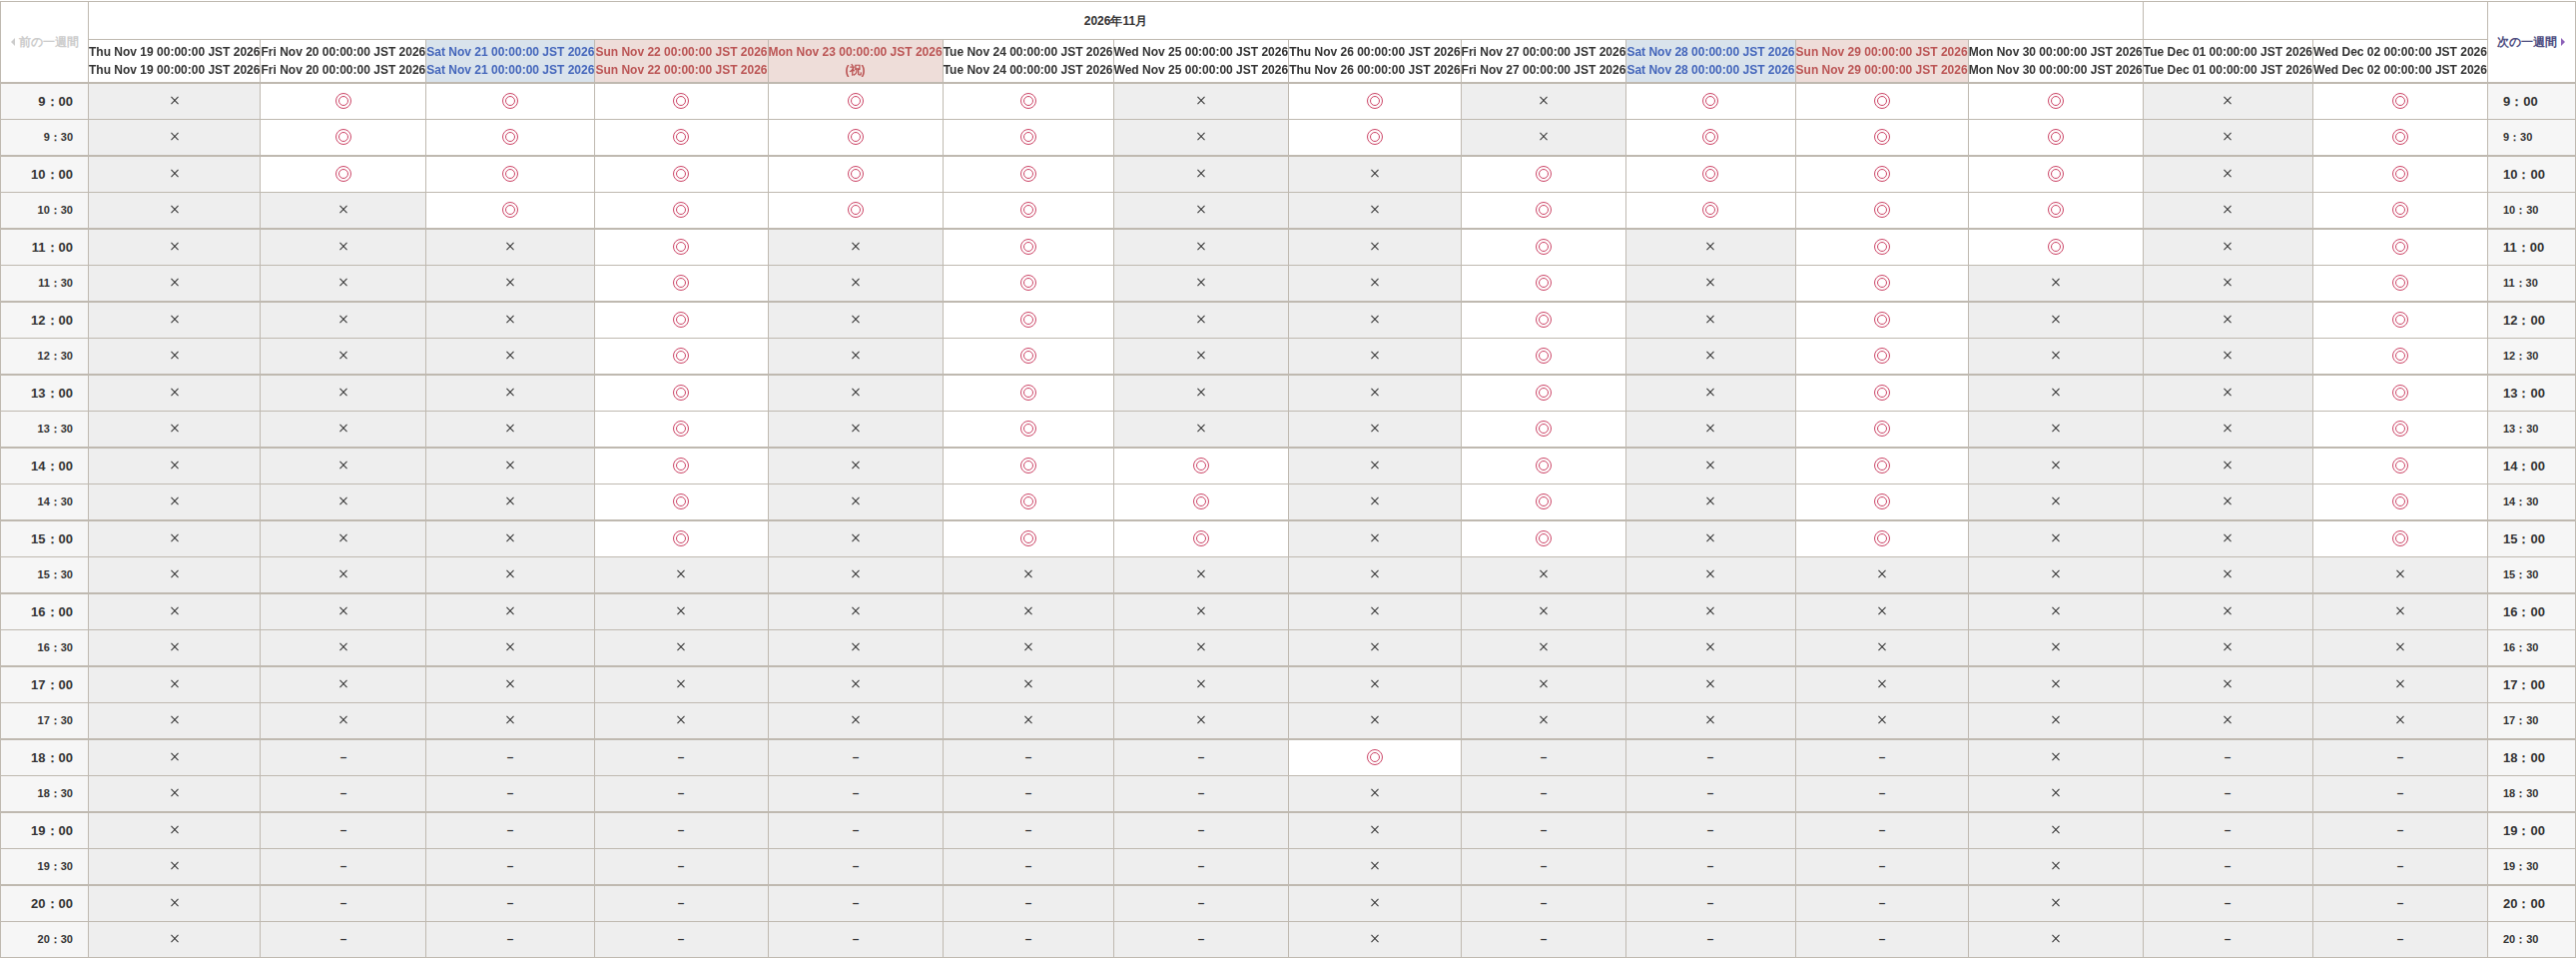 前の一週間
2026年11月
次の一週間
Thu Nov 19 00:00:00 JST 2026 Fri Nov 20 00:00:00 JST 2026 Sat Nov 21 00:00:00 JST 2026 Sun Nov 22 00:00:00 JST 2026 Mon Nov 23 00:00:00 JST 2026 Tue Nov 24 00:00:00 JST 2026 Wed Nov 25 00:00:00 JST 2026 Thu Nov 26 00:00:00 JST 2026 Fri Nov 27 00:00:00 JST 2026 Sat Nov 28 00:00:00 JST 2026 Sun Nov 29 00:00:00 JST 2026 Mon Nov 30 00:00:00 JST 2026 Tue Dec 01 00:00:00 JST 2026 Wed Dec 02 00:00:00 JST 2026
Thu Nov 19 00:00:00 JST 2026 Fri Nov 20 00:00:00 JST 2026 Sat Nov 21 00:00:00 JST 2026 Sun Nov 22 00:00:00 JST 2026 (祝) Tue Nov 24 00:00:00 JST 2026 Wed Nov 25 00:00:00 JST 2026 Thu Nov 26 00:00:00 JST 2026 Fri Nov 27 00:00:00 JST 2026 Sat Nov 28 00:00:00 JST 2026 Sun Nov 29 00:00:00 JST 2026 Mon Nov 30 00:00:00 JST 2026 Tue Dec 01 00:00:00 JST 2026 Wed Dec 02 00:00:00 JST 2026
9：00 × ◎ ◎ ◎ ◎ ◎ × ◎ × ◎ ◎ ◎ × ◎ 9：00
9：30 × ◎ ◎ ◎ ◎ ◎ × ◎ × ◎ ◎ ◎ × ◎ 9：30
10：00 × ◎ ◎ ◎ ◎ ◎ × × ◎ ◎ ◎ ◎ × ◎ 10：00
10：30 × × ◎ ◎ ◎ ◎ × × ◎ ◎ ◎ ◎ × ◎ 10：30
11：00 × × × ◎ × ◎ × × ◎ × ◎ ◎ × ◎ 11：00
11：30 × × × ◎ × ◎ × × ◎ × ◎ × × ◎ 11：30
12：00 × × × ◎ × ◎ × × ◎ × ◎ × × ◎ 12：00
12：30 × × × ◎ × ◎ × × ◎ × ◎ × × ◎ 12：30
13：00 × × × ◎ × ◎ × × ◎ × ◎ × × ◎ 13：00
13：30 × × × ◎ × ◎ × × ◎ × ◎ × × ◎ 13：30
14：00 × × × ◎ × ◎ ◎ × ◎ × ◎ × × ◎ 14：00
14：30 × × × ◎ × ◎ ◎ × ◎ × ◎ × × ◎ 14：30
15：00 × × × ◎ × ◎ ◎ × ◎ × ◎ × × ◎ 15：00
15：30 × × × × × × × × × × × × × × 15：30
16：00 × × × × × × × × × × × × × × 16：00
16：30 × × × × × × × × × × × × × × 16：30
17：00 × × × × × × × × × × × × × × 17：00
17：30 × × × × × × × × × × × × × × 17：30
18：00 × － － － － － － ◎ － － － × － － 18：00
18：30 × － － － － － － × － － － × － － 18：30
19：00 × － － － － － － × － － － × － － 19：00
19：30 × － － － － － － × － － － × － － 19：30
20：00 × － － － － － － × － － － × － － 20：00
20：30 × － － － － － － × － － － × － － 20：30